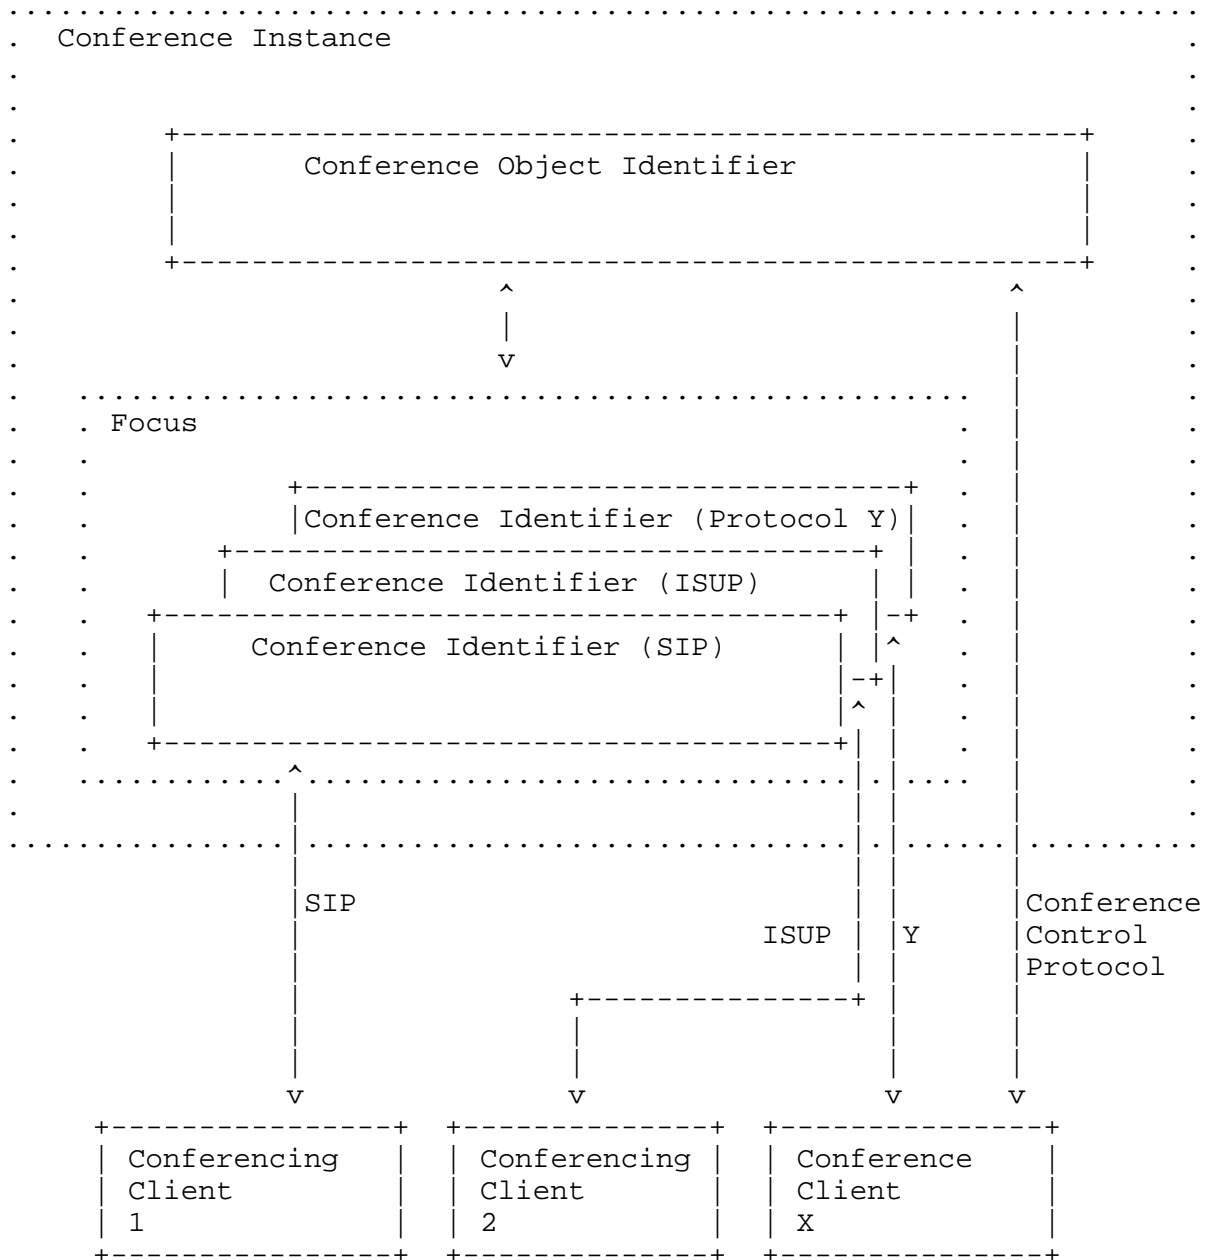 Conference Instance
Conference Object Identifier
Focus
Conference Identifier (Protocol Y)
Conference Identifier (ISUP)
Conference Identifier (SIP)
SIP
Conference
ISUP
Y
Control
Protocol
Conferencing
Client
1
Conferencing
Client
2
Conference
Client
X